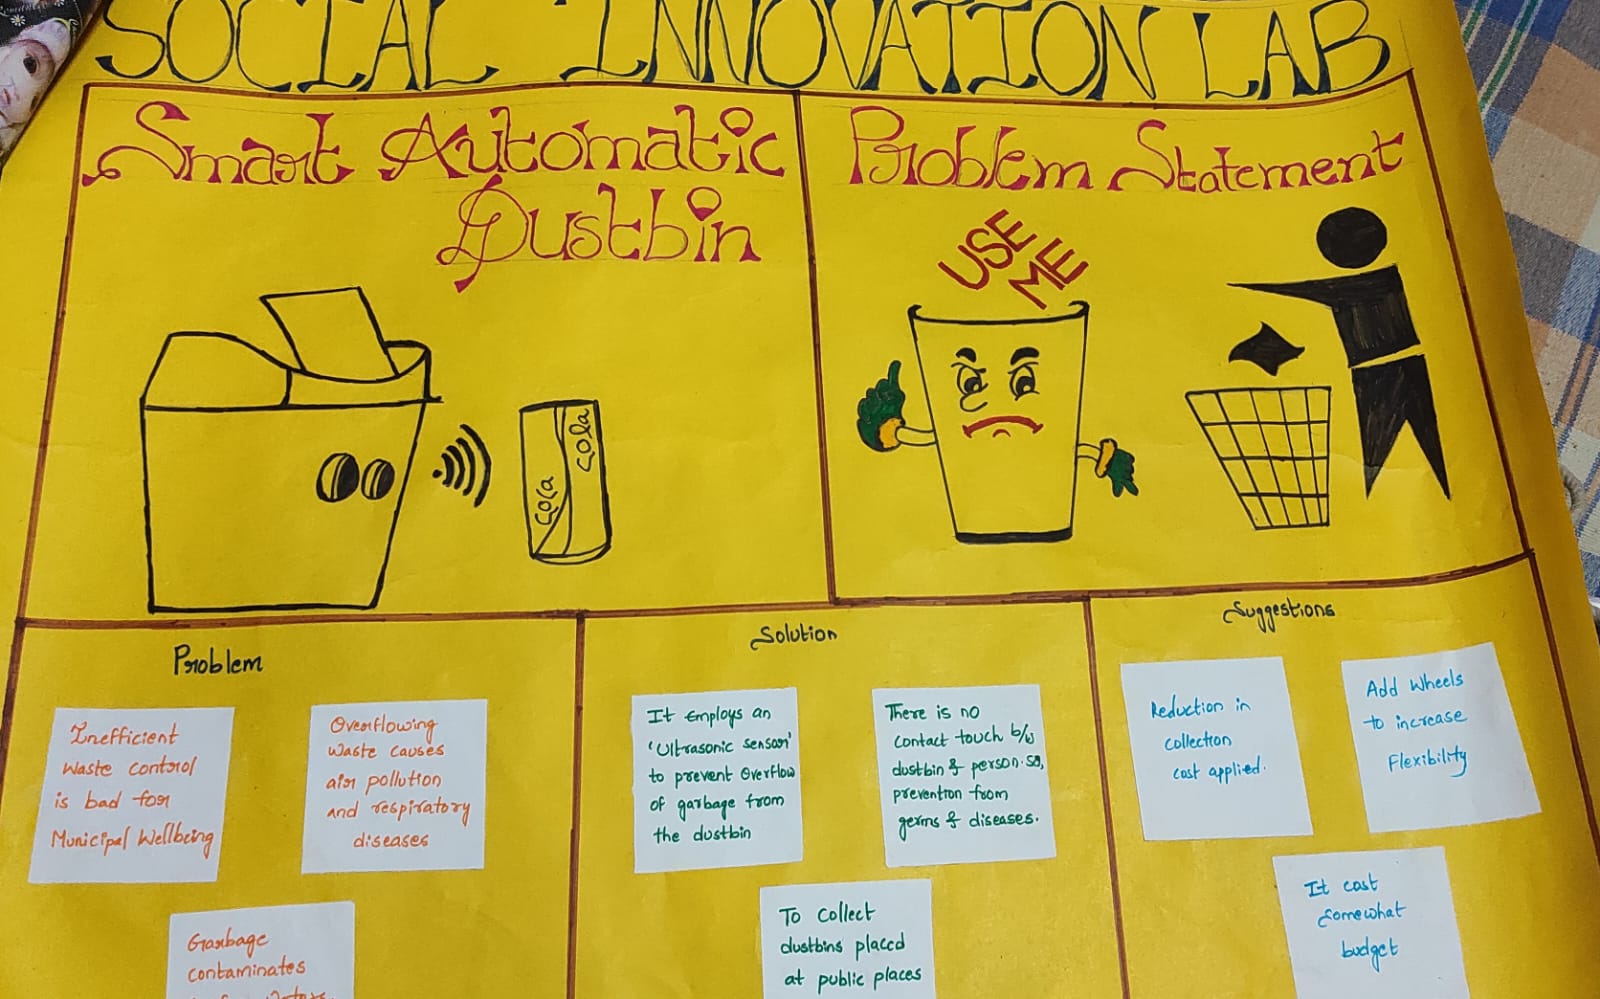 SOCIAL INNOVATION LAB
Smart Automatic
Dustbin
Cola
Cola
Problem Statement
USE
ME
Problem
Inefficient
Waste control
is bad for
Municipal Wellbeing
Overflowing
Waste causes
air pollution
and respiratory
diseases
Garbage
contaminates
Solution
It Employs an
'Ultrasonic sensor'
to prevent Overflow
of garbage from
the dustbin
There is no
contact touch b/w
dustbin & person. so,
prevention from
germs & diseases.
To Collect
dustbins placed
at public places
Suggestions
Reduction in
collection
cost applied.
Add Wheels
to increase
Flexibility
It cost
somewhat
budget